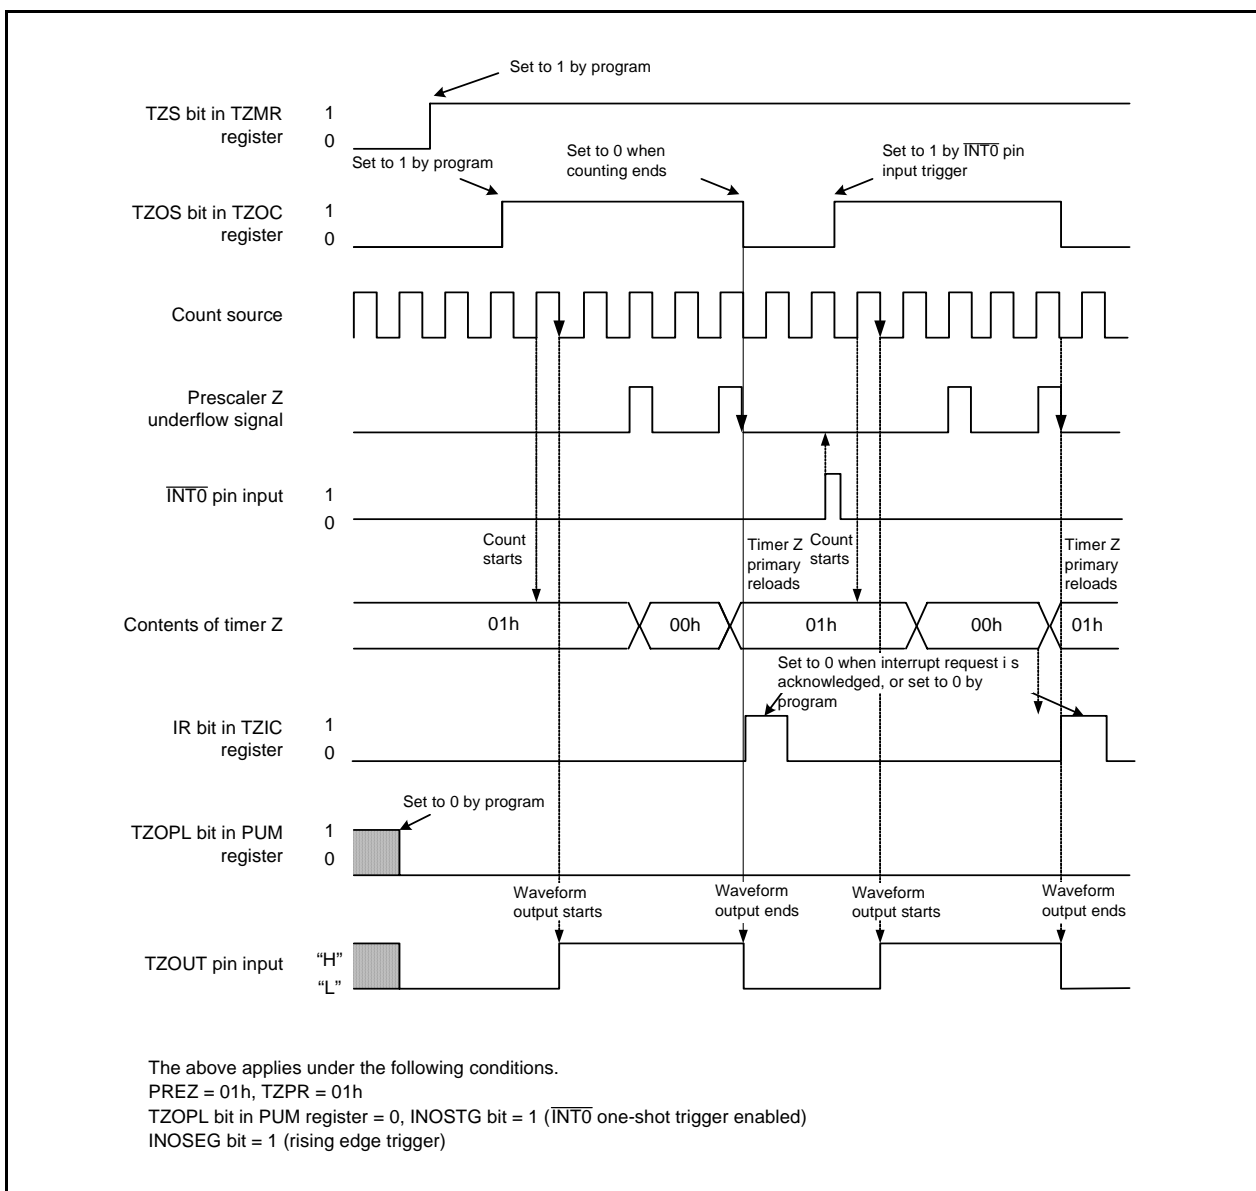 Set to 1 by program
TZS bit in TZMR
register
1
0
Set to 1 by program
Set to 0 when
counting ends
Set to 1 by INT0 pin
input trigger
TZOS bit in TZOC
register
1
0
Count source
Prescaler Z
underflow signal
INT0 pin input
1
0
Count
starts
Timer Z
primary
reloads
Count
starts
Timer Z
primary
reloads
Contents of timer Z
01h
00h
01h
00h
01h
Set to 0 when interrupt request i s
acknowledged, or set to 0 by
program
IR bit in TZIC
register
1
0
Set to 0 by program
TZOPL bit in PUM
register
1
0
Waveform
output starts
Waveform
output ends
Waveform
output starts
Waveform
output ends
TZOUT pin input
“H”
“L”
The above applies under the following conditions.
PREZ = 01h, TZPR = 01h
TZOPL bit in PUM register = 0, INOSTG bit = 1 (INT0 one-shot trigger enabled)
INOSEG bit = 1 (rising edge trigger)